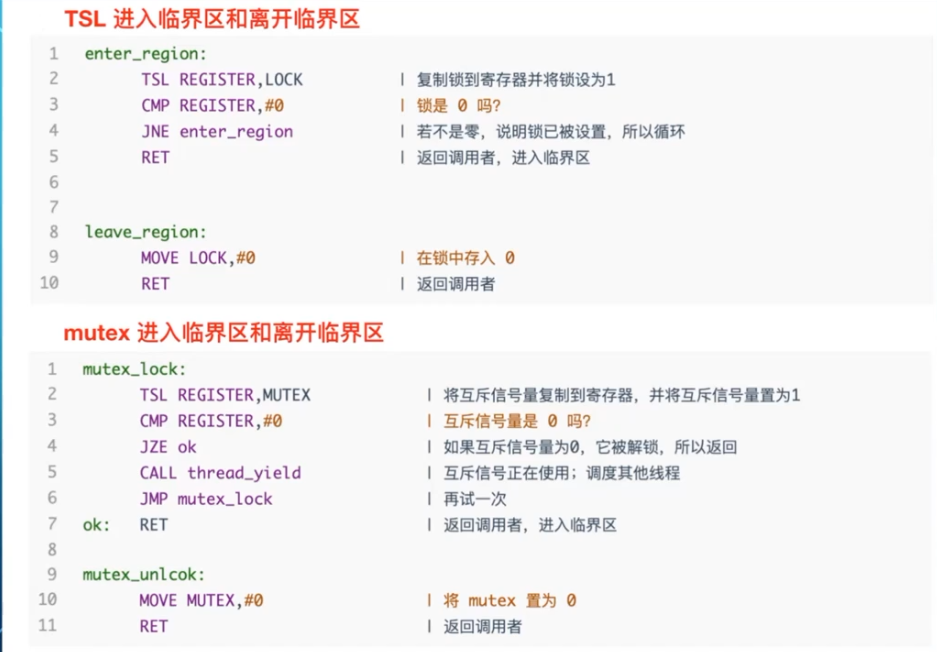 TSL 进入临界区和离开临界区
1 enter_region:
2 TSL REGISTER,LOCK | 复制锁到寄存器并将锁设为1
3 CMP REGISTER,#0 | 锁是 0 吗?
4 JNE enter_region | 若不是零，说明锁已被设置，所以循环
5 RET | 返回调用者，进入临界区
6
7
8 leave_region:
9 MOVE LOCK,#0 | 在锁中存入 0
10 RET | 返回调用者
mutex 进入临界区和离开临界区
1 mutex_lock:
2 TSL REGISTER,MUTEX | 将互斥信号量复制到寄存器，并将互斥信号量置为1
3 CMP REGISTER,#0 | 互斥信号量是 0 吗?
4 JZE ok | 如果互斥信号量为0，它被解锁，所以返回
5 CALL thread_yield | 互斥信号正在使用；调度其他线程
6 JMP mutex_lock | 再试一次
7 ok: RET | 返回调用者，进入临界区
8
9 mutex_unlcok:
10 MOVE MUTEX,#0 | 将 mutex 置为 0
11 RET | 返回调用者